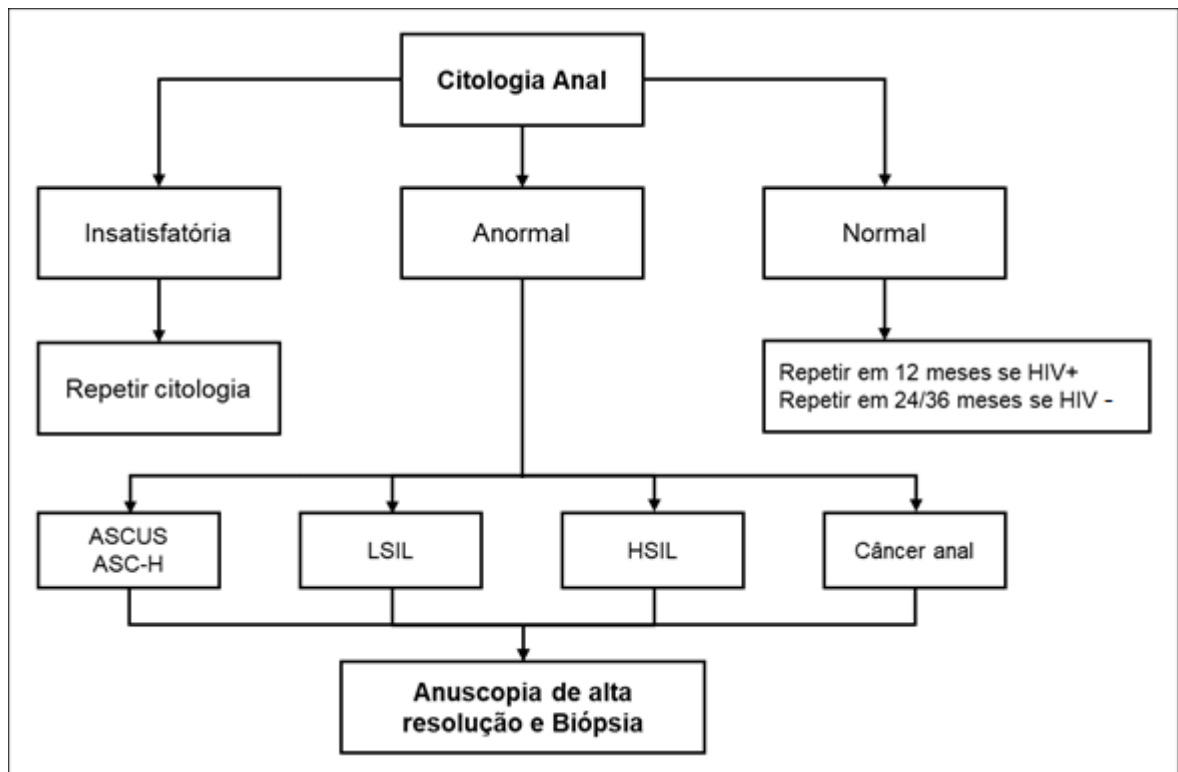 Citologia Anal
Insatisfatória
Anormal
Normal
Repetir citologia
Repetir em 12 meses se HIV+
Repetir em 24/36 meses se HIV -
ASCUS
ASC-H
LSIL
HSIL
Câncer anal
Anuscopia de alta
resolução e Biópsia